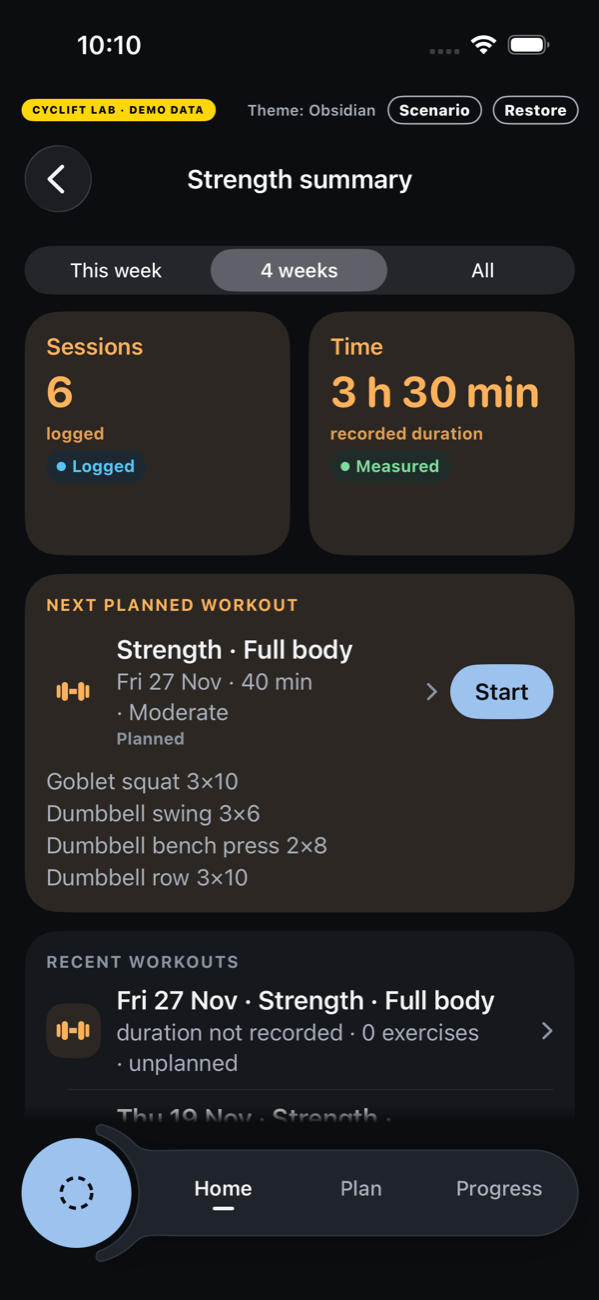 10:10
CYCLIFT LAB · DEMO DATA
Theme: Obsidian
Scenario
Restore
Strength summary
This week
4 weeks
All
Sessions
6
logged
Logged
Time
3 h 30 min
recorded duration
Measured
NEXT PLANNED WORKOUT
Strength · Full body
Fri 27 Nov · 40 min
· Moderate
Planned
Start
Goblet squat 3×10
Dumbbell swing 3×6
Dumbbell bench press 2×8
Dumbbell row 3×10
RECENT WORKOUTS
Fri 27 Nov · Strength · Full body
duration not recorded · 0 exercises
· unplanned
Thu 19 Nov · Strength ·
Home
Plan
Progress